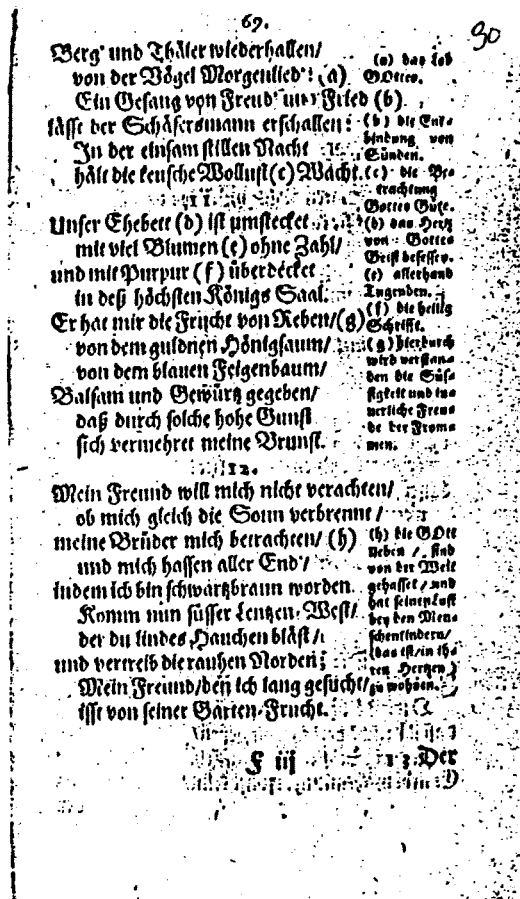 69.
30
Berg' und Thäler wiederhallen/
von der Vögel Morgenlied'! (a)
Ein Gesang von Freud' und Fried (b)
lässt der Schäfersmann erschallen:
In der einsam stillen Nacht
hält die keusche Wollust (c) Wacht.
11.
Unser Ehebett (d) ist umstecket
mit viel Blumen (e) ohne Zahl/
und mit Purpur (f) überdecket
in deß höchsten Königs Saal.
Er hat mir die Frücht von Reben/ (g)
von dem guldnen Hönigsaum/
von dem blauen Feigenbaum/
Balsam und Gewürtz gegeben/
daß durch solche hohe Gunst
sich vermehret meine Brunst.
12.
Mein Freund will mich nicht verachten/
ob mich gleich die Sonn verbrennt/
meine Brüder mich betrachten/ (h)
und mich hassen aller End'/
indem ich bin schwartzbraun worden.
Komm nun süsser Lentzen-West/
der du lindes Hauchen bläst/
und vertreib die rauhen Norden;
Mein Freund/den ich lang gesucht/
isst von seiner Garten-Frucht.
(a) das Lob
GOttes.
(b) die Ent-
bindung von
Sünden.
(c) die Be-
trachtung
Gottes Güte.
(d) das Hertz
von Gottes
Geist besessen.
(e) allerhand
Tugenden.
(f) die heilig
Schrifft.
(g) hierdurch
wird verstan-
den die Süs-
sigkeit und in-
nerliche Freu-
de der From-
men.
(h) die GOtt
lieben/ sind
von der Welt
gehasset/ und
hat seinen Lust
bey den Men-
schenkindern/
(das ist/in ih-
ren Hertzen)
zu wohnen.
F iij
13. Der